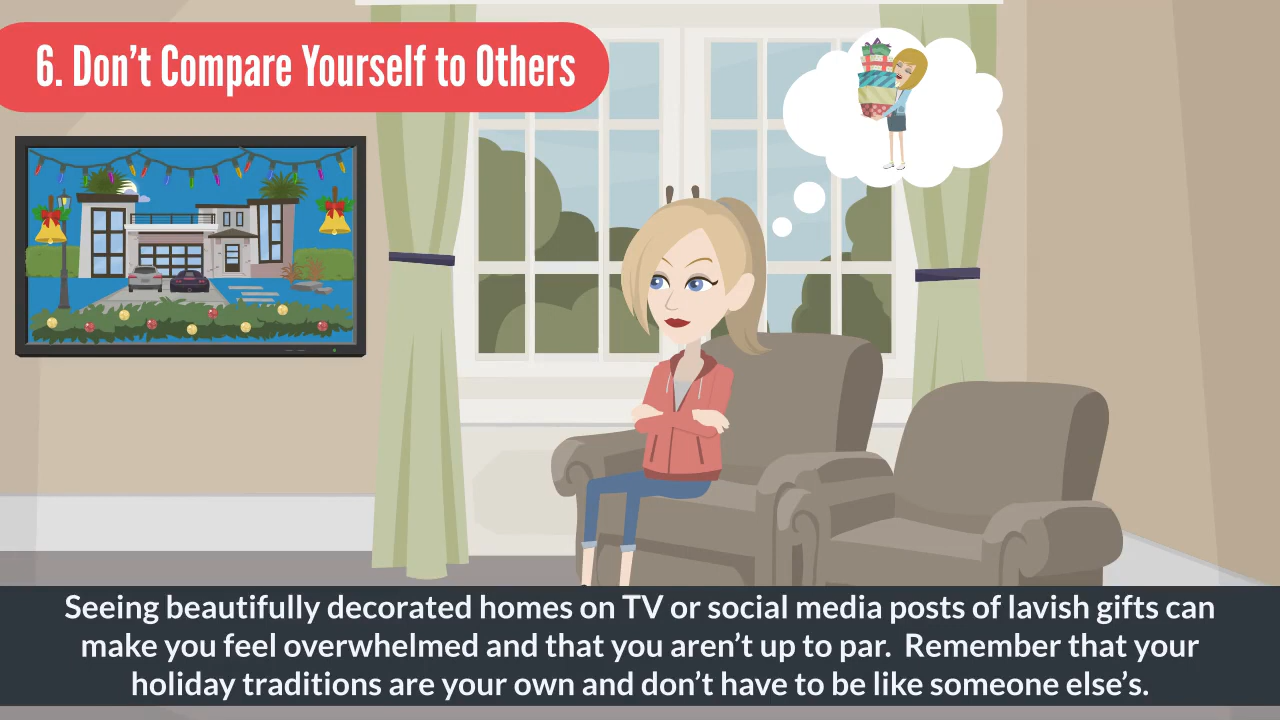 6. Don’t Compare Yourself to Others
Seeing beautifully decorated homes on TV or social media posts of lavish gifts can
make you feel overwhelmed and that you aren’t up to par.  Remember that your
holiday traditions are your own and don’t have to be like someone else’s.